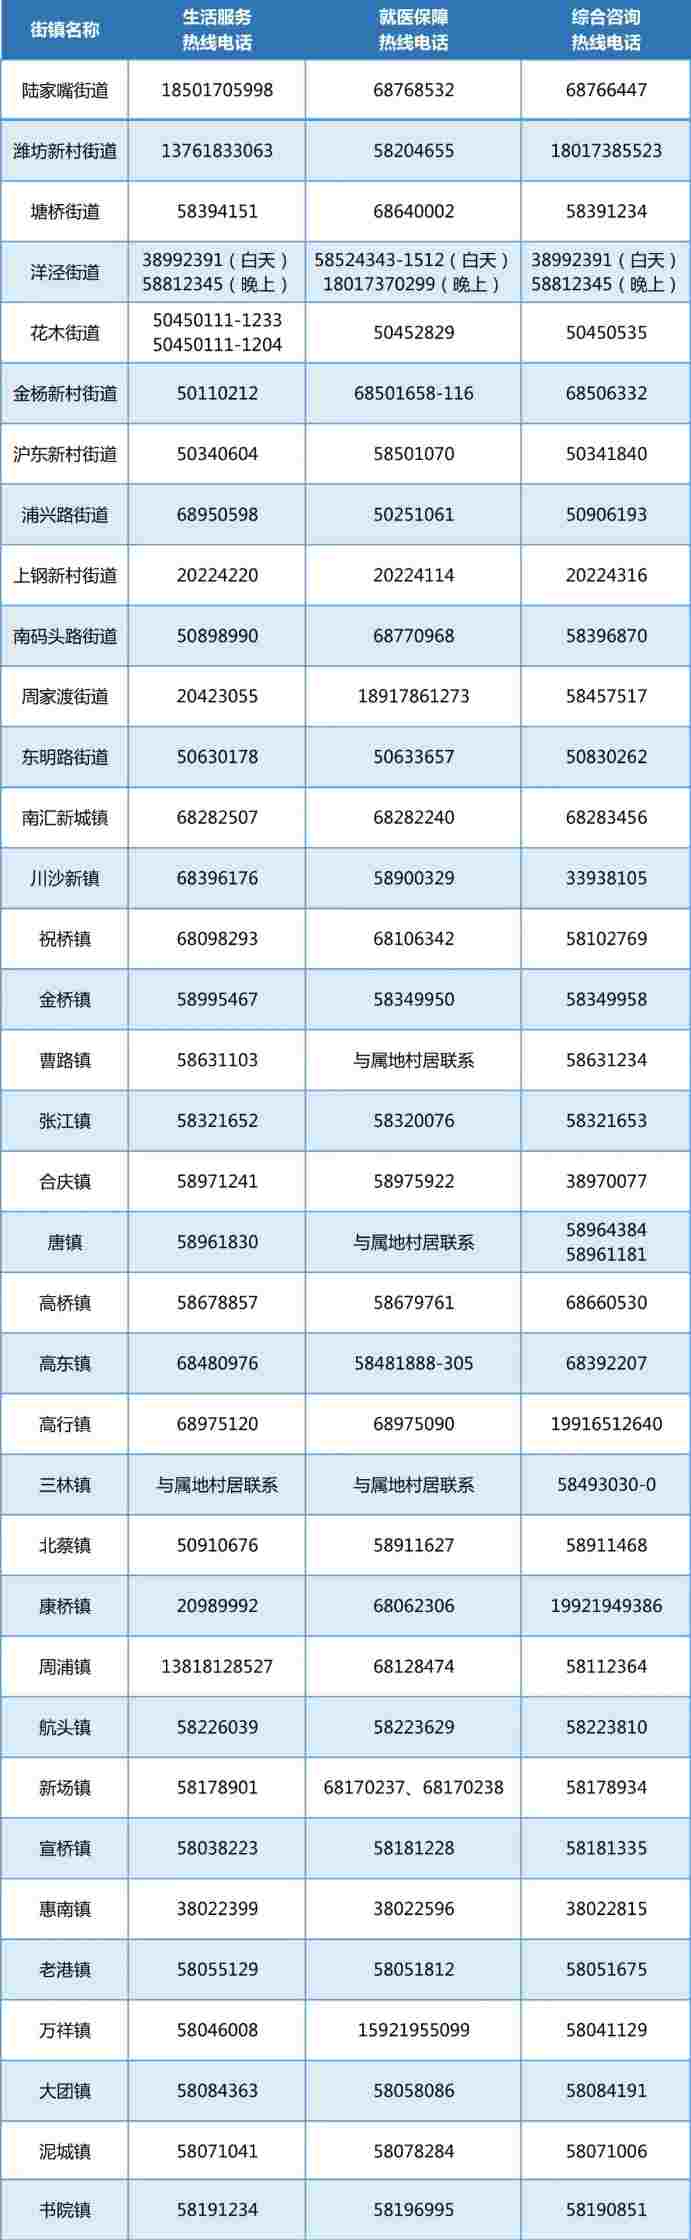 街镇名称 生活服务 热线电话 就医保障 热线电话 综合咨询 热线电话
陆家嘴街道 18501705998 68768532 68766447
潍坊新村街道 13761833063 58204655 18017385523
塘桥街道 58394151 68640002 58391234
洋泾街道 38992391（白天） 58812345（晚上） 58524343-1512（白天） 18017370299（晚上） 38992391（白天） 58812345（晚上）
花木街道 50450111-1233 50450111-1204 50452829 50450535
金杨新村街道 50110212 68501658-116 68506332
沪东新村街道 50340604 58501070 50341840
浦兴路街道 68950598 50251061 50906193
上钢新村街道 20224220 20224114 20224316
南码头路街道 50898990 68770968 58396870
周家渡街道 20423055 18917861273 58457517
东明路街道 50630178 50633657 50830262
南汇新城镇 68282507 68282240 68283456
川沙新镇 68396176 58900329 33938105
祝桥镇 68098293 68106342 58102769
金桥镇 58995467 58349950 58349958
曹路镇 58631103 与属地村居联系 58631234
张江镇 58321652 58320076 58321653
合庆镇 58971241 58975922 38970077
唐镇 58961830 与属地村居联系 58964384 58961181
高桥镇 58678857 58679761 68660530
高东镇 68480976 58481888-305 68392207
高行镇 68975120 68975090 19916512640
三林镇 与属地村居联系 与属地村居联系 58493030-0
北蔡镇 50910676 58911627 58911468
康桥镇 20989992 68062306 19921949386
周浦镇 13818128527 68128474 58112364
航头镇 58226039 58223629 58223810
新场镇 58178901 68170237、68170238 58178934
宣桥镇 58038223 58181228 58181335
惠南镇 38022399 38022596 38022815
老港镇 58055129 58051812 58051675
万祥镇 58046008 15921955099 58041129
大团镇 58084363 58058086 58084191
泥城镇 58071041 58078284 58071006
书院镇 58191234 58196995 58190851